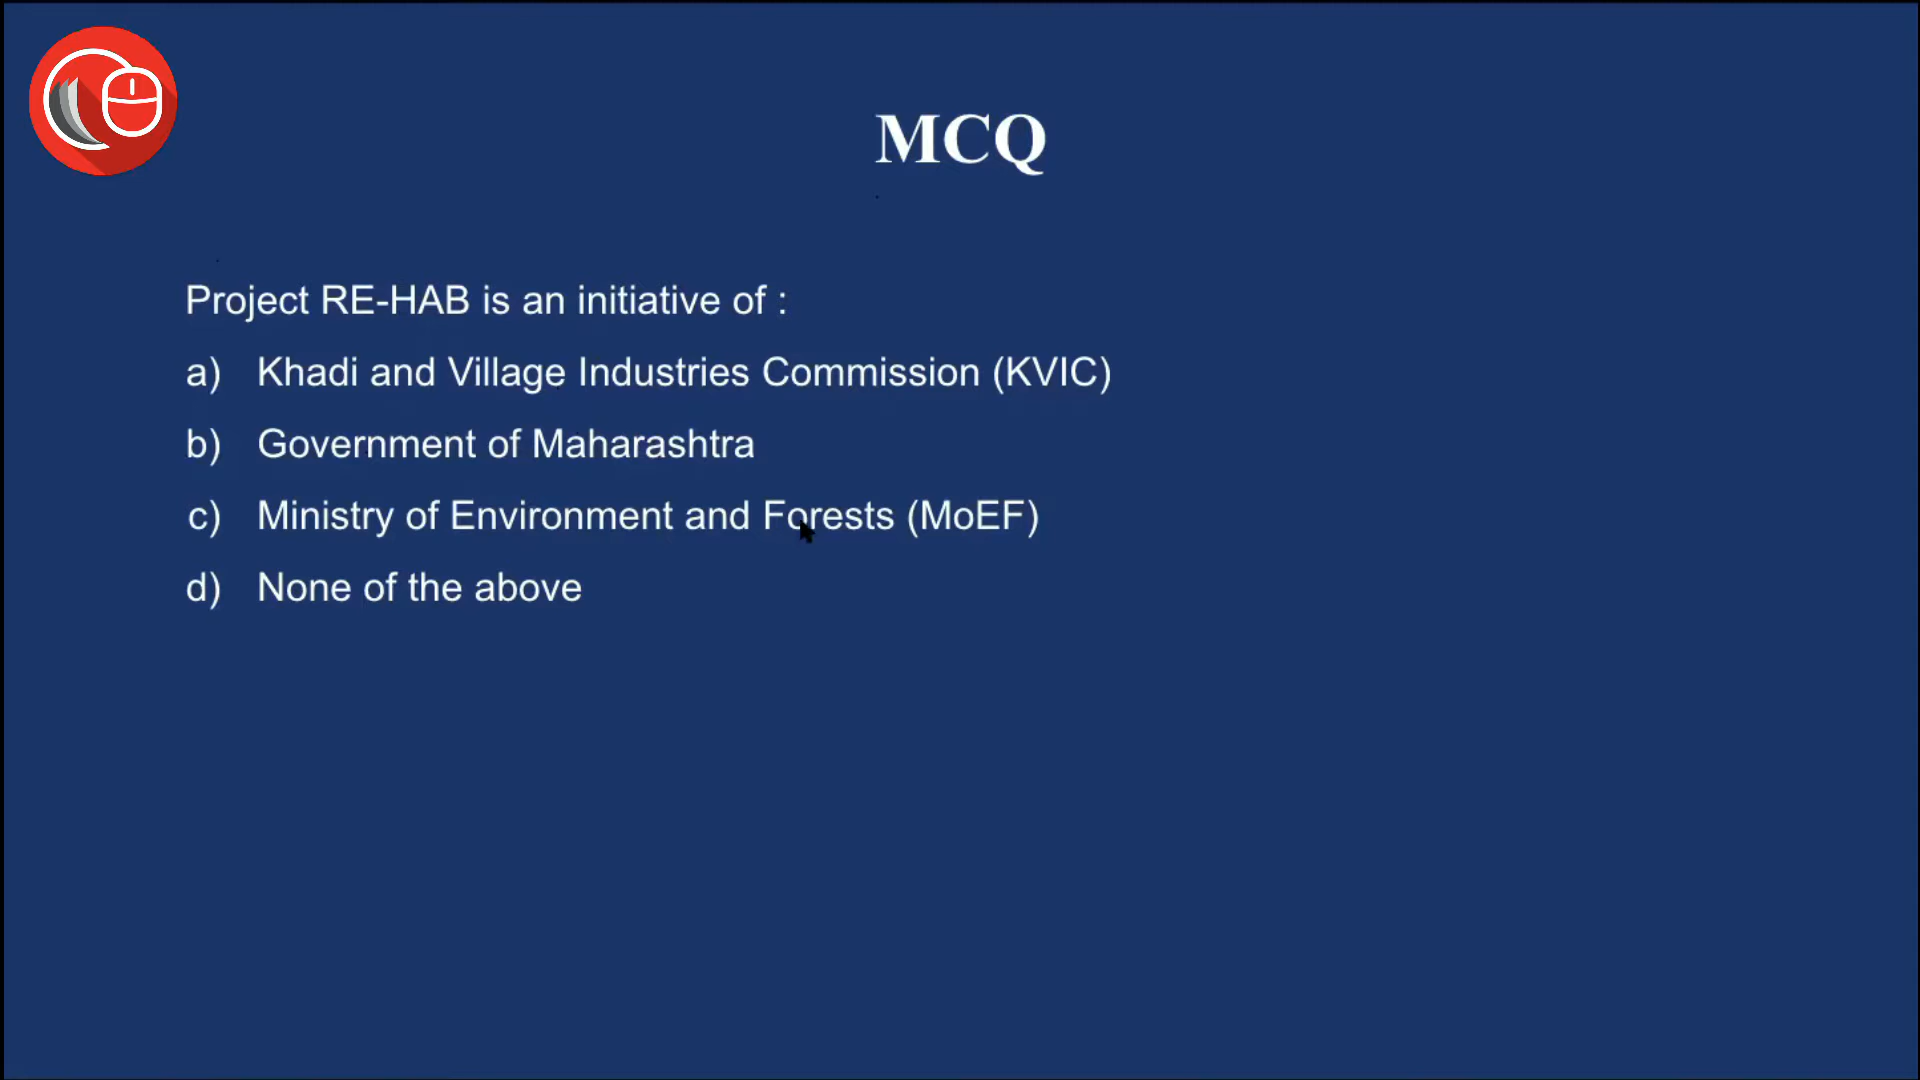 MCQ
Project RE-HAB is an initiative of :
a) Khadi and Village Industries Commission (KVIC)
b) Government of Maharashtra
c) Ministry of Environment and Forests (MoEF)
d) None of the above